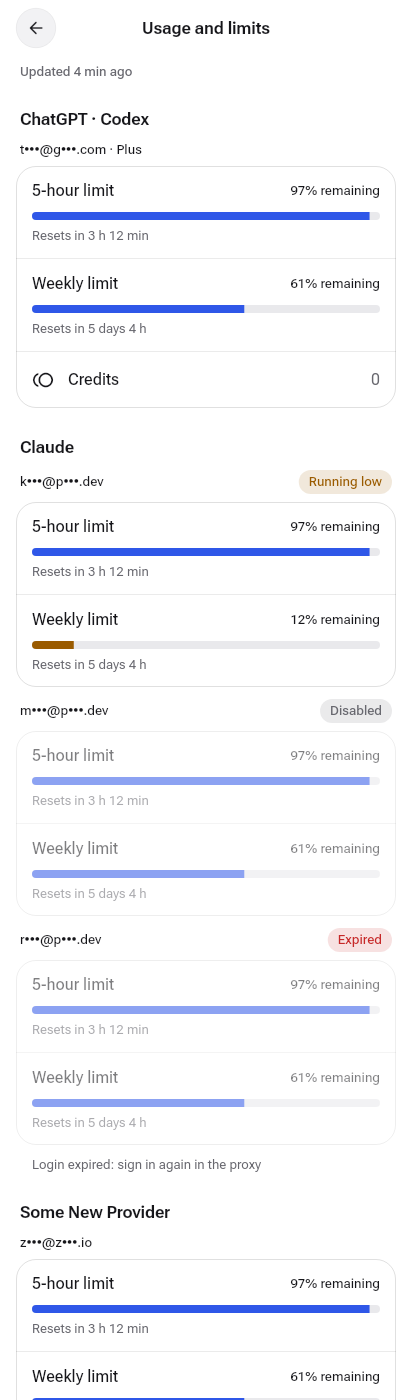 Usage and limits
Updated 4 min ago
ChatGPT · Codex
t•••@g•••.com · Plus
5-hour limit 97% remaining
Resets in 3 h 12 min
Weekly limit 61% remaining
Resets in 5 days 4 h
Credits 0
Claude
k•••@p•••.dev Running low
5-hour limit 97% remaining
Resets in 3 h 12 min
Weekly limit 12% remaining
Resets in 5 days 4 h
m•••@p•••.dev Disabled
5-hour limit 97% remaining
Resets in 3 h 12 min
Weekly limit 61% remaining
Resets in 5 days 4 h
r•••@p•••.dev Expired
5-hour limit 97% remaining
Resets in 3 h 12 min
Weekly limit 61% remaining
Resets in 5 days 4 h
Login expired: sign in again in the proxy
Some New Provider
z•••@z•••.io
5-hour limit 97% remaining
Resets in 3 h 12 min
Weekly limit 61% remaining